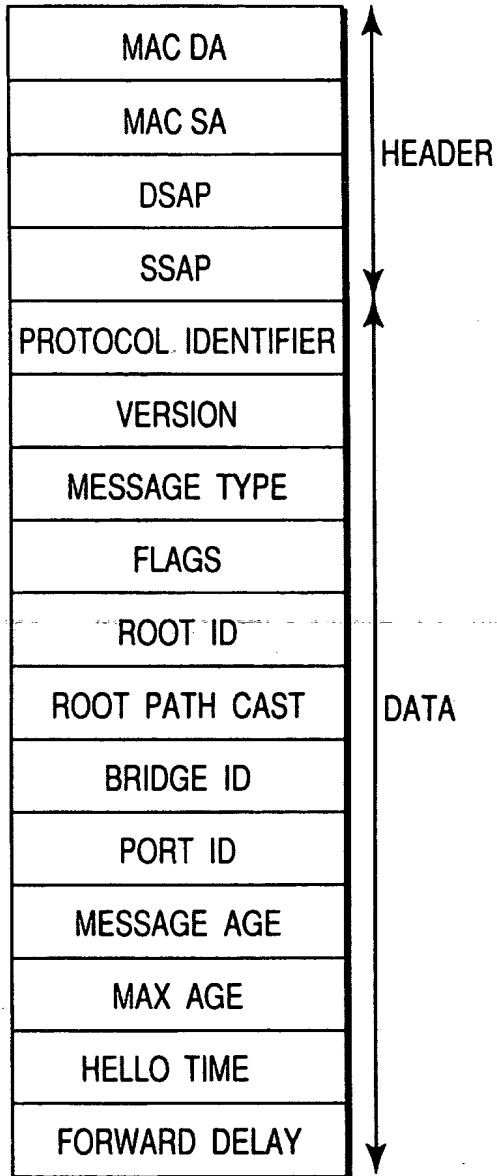 MAC DA
MAC SA
HEADER
DSAP
SSAP
PROTOCOL IDENTIFIER
VERSION
MESSAGE TYPE
FLAGS
ROOT ID
ROOT PATH CAST
DATA
BRIDGE ID
PORT ID
MESSAGE AGE
MAX AGE
HELLO TIME
FORWARD DELAY